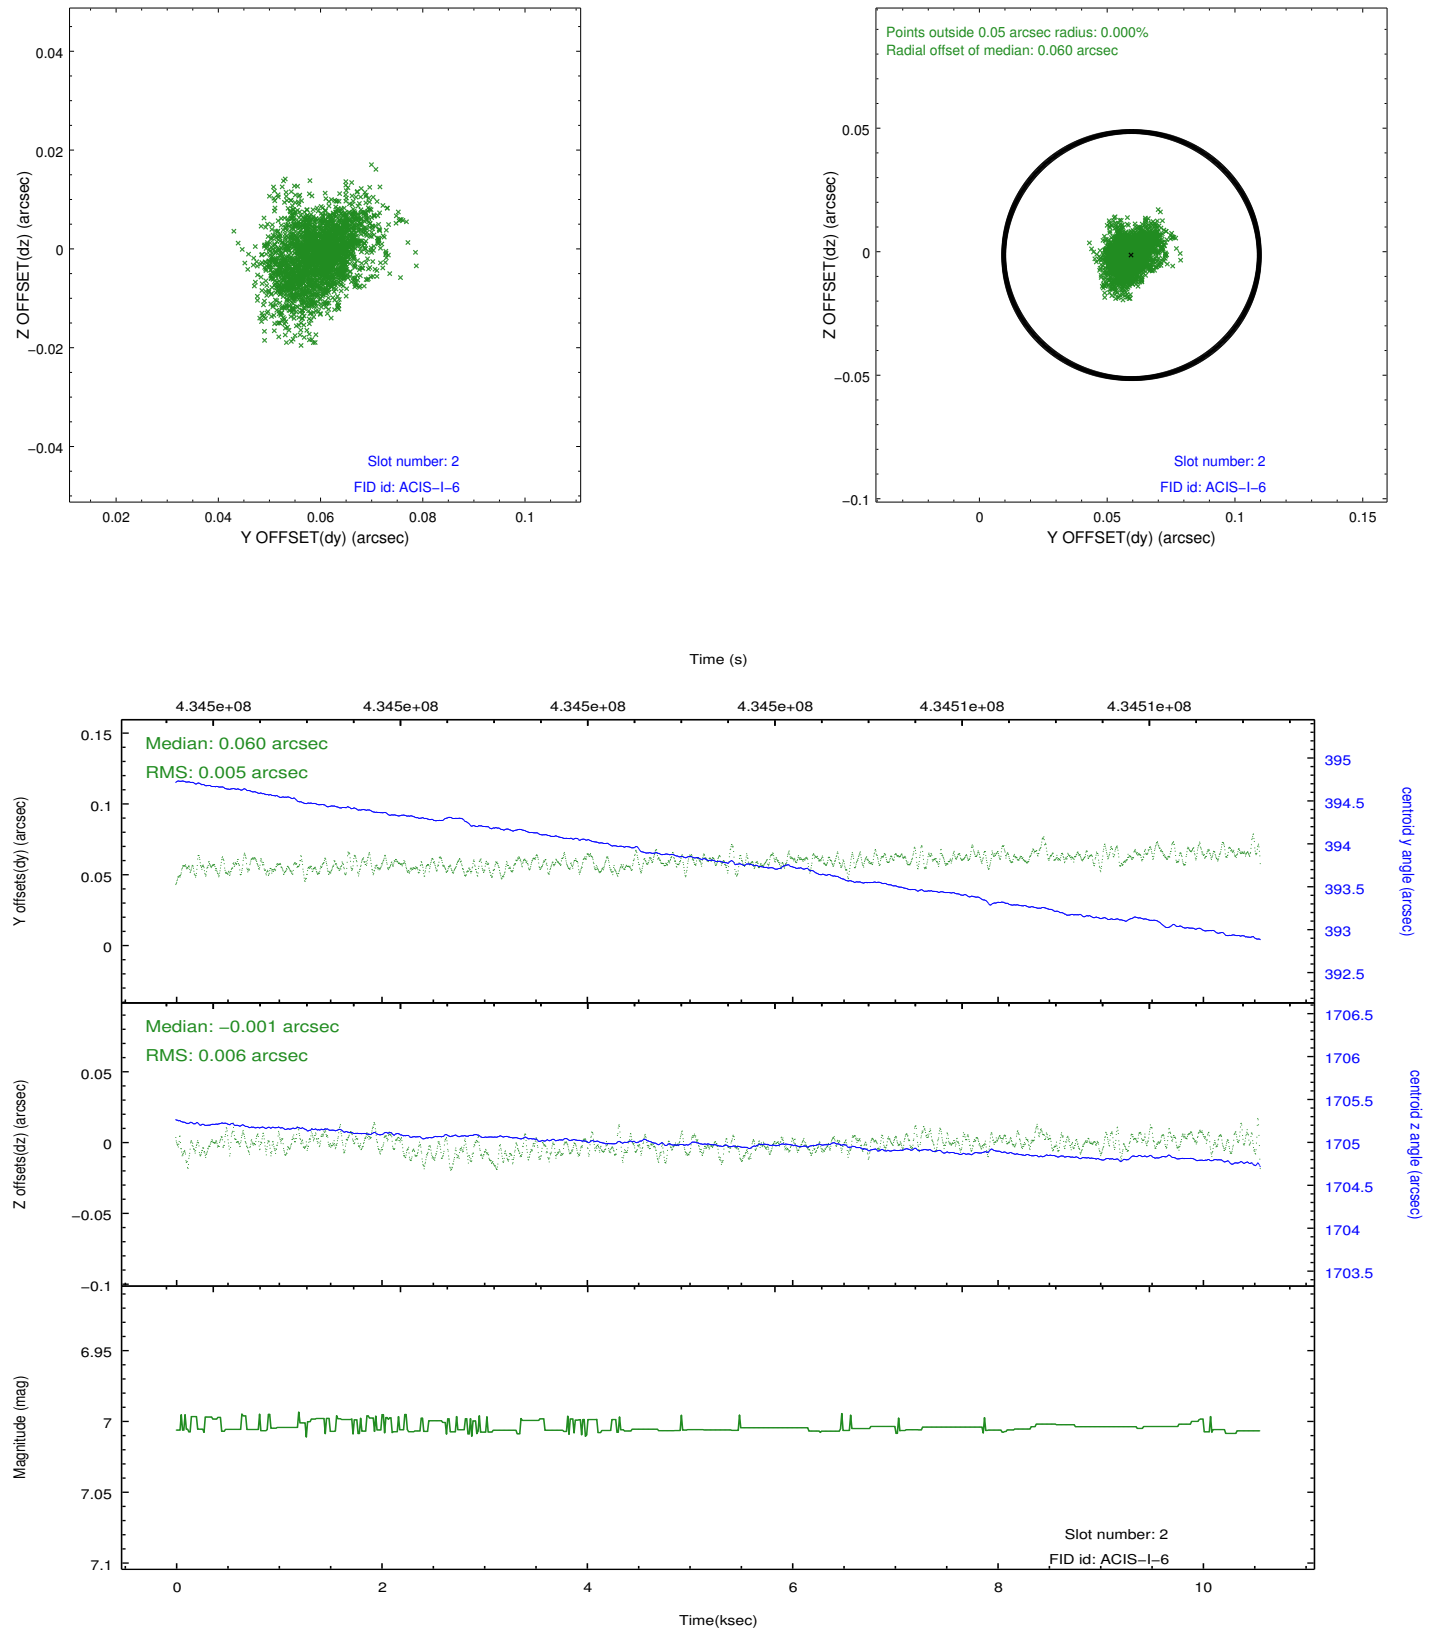 0.04
0.02
0
−0.02
−0.04
Z OFFSET(dz) (arcsec)
Slot number: 2
FID id: ACIS−I−6
0.02 0.04 0.06 0.08 0.1
Y OFFSET(dy) (arcsec)
Points outside 0.05 arcsec radius: 0.000%
Radial offset of median: 0.060 arcsec
0.05
0
−0.05
−0.1
Z OFFSET(dz) (arcsec)
Slot number: 2
FID id: ACIS−I−6
0 0.05 0.1 0.15
Y OFFSET(dy) (arcsec)
Time (s)
4.345e+08 4.345e+08 4.345e+08 4.345e+08 4.3451e+08 4.3451e+08
Median: 0.060 arcsec
RMS: 0.005 arcsec
0.15
0.1
0.05
0
Y offsets(dy) (arcsec)
395
394.5
394
393.5
393
392.5
centroid y angle (arcsec)
Median: −0.001 arcsec
RMS: 0.006 arcsec
0.05
0
−0.05
−0.1
Z offsets(dz) (arcsec)
1706.5
1706
1705.5
1705
1704.5
1704
1703.5
centroid z angle (arcsec)
6.95
7
7.05
7.1
Magnitude (mag)
Slot number: 2
FID id: ACIS−I−6
0 2 4 6 8 10
Time(ksec)